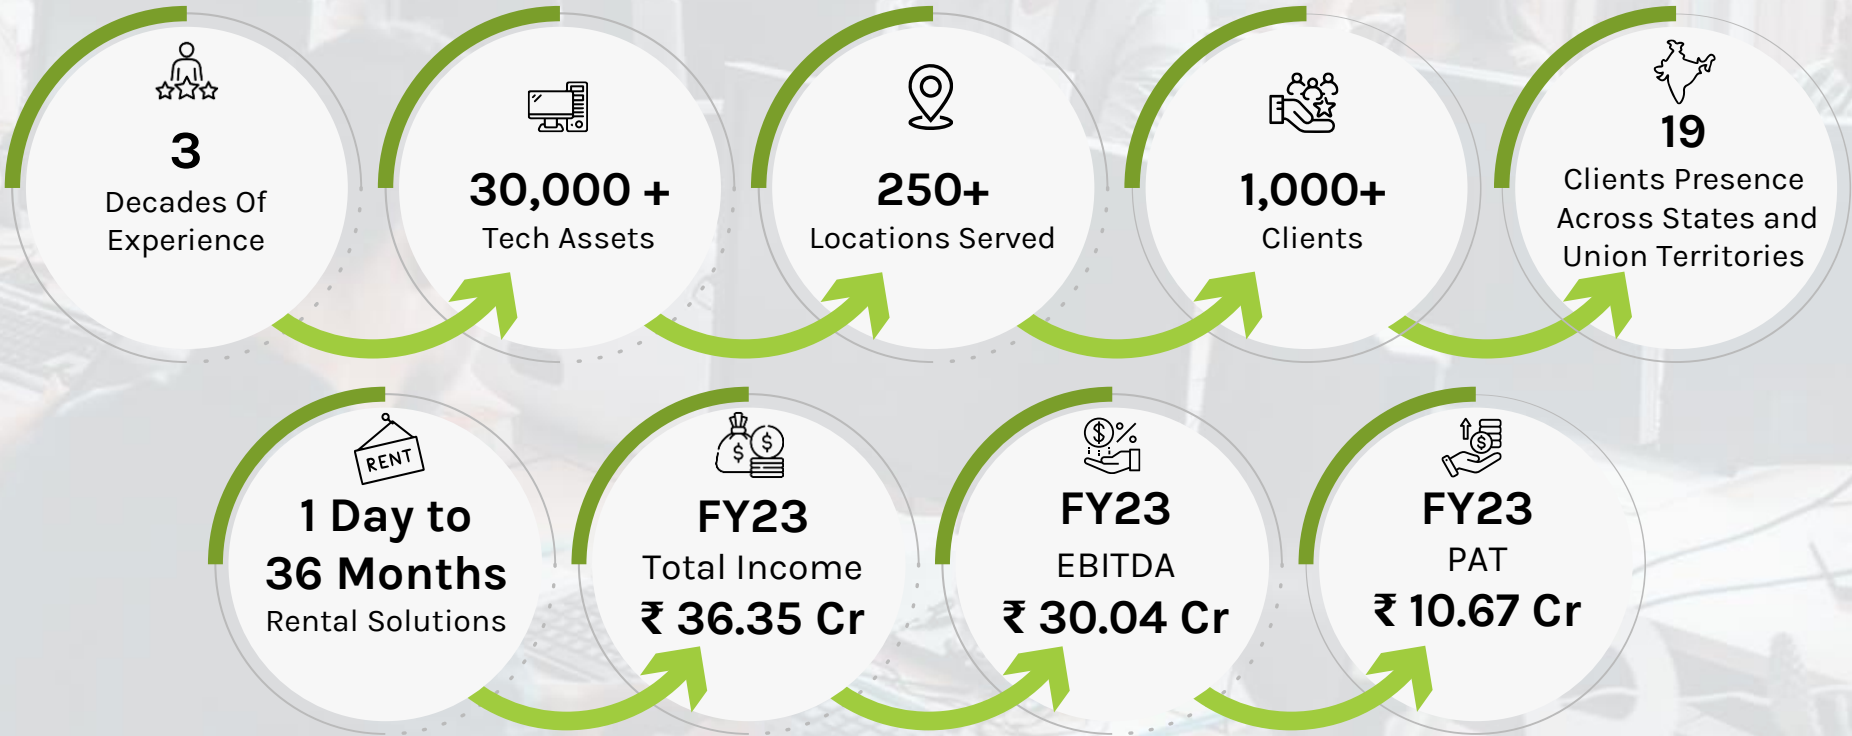 3
Decades Of
Experience
30,000 +
Tech Assets
250+
Locations Served
1,000+
Clients
19
Clients Presence
Across States and
Union Territories
RENT
1 Day to
36 Months
Rental Solutions
$ $
FY23
Total Income
₹ 36.35 Cr
$ %
FY23
EBITDA
₹ 30.04 Cr
$
FY23
PAT
₹ 10.67 Cr